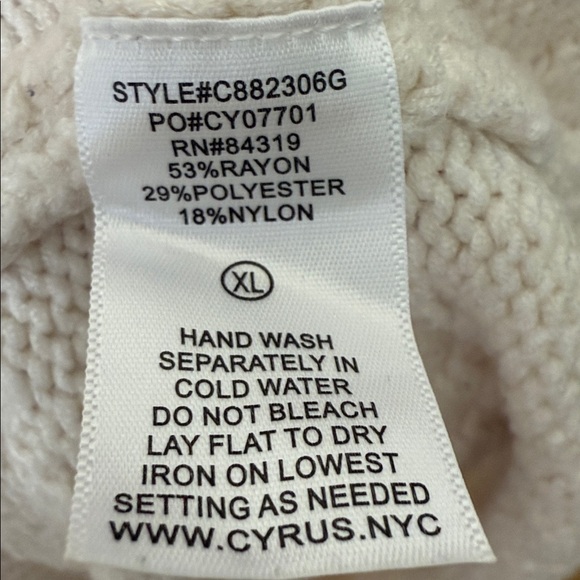 STYLE#C882306G
PO#CY07701
RN#84319
53%RAYON
29%POLYESTER
18%NYLON
XL
HAND WASH
SEPARATELY IN
COLD WATER
DO NOT BLEACH
LAY FLAT TO DRY
IRON ON LOWEST
SETTING AS NEEDED
WWW.CYRUS.NYC